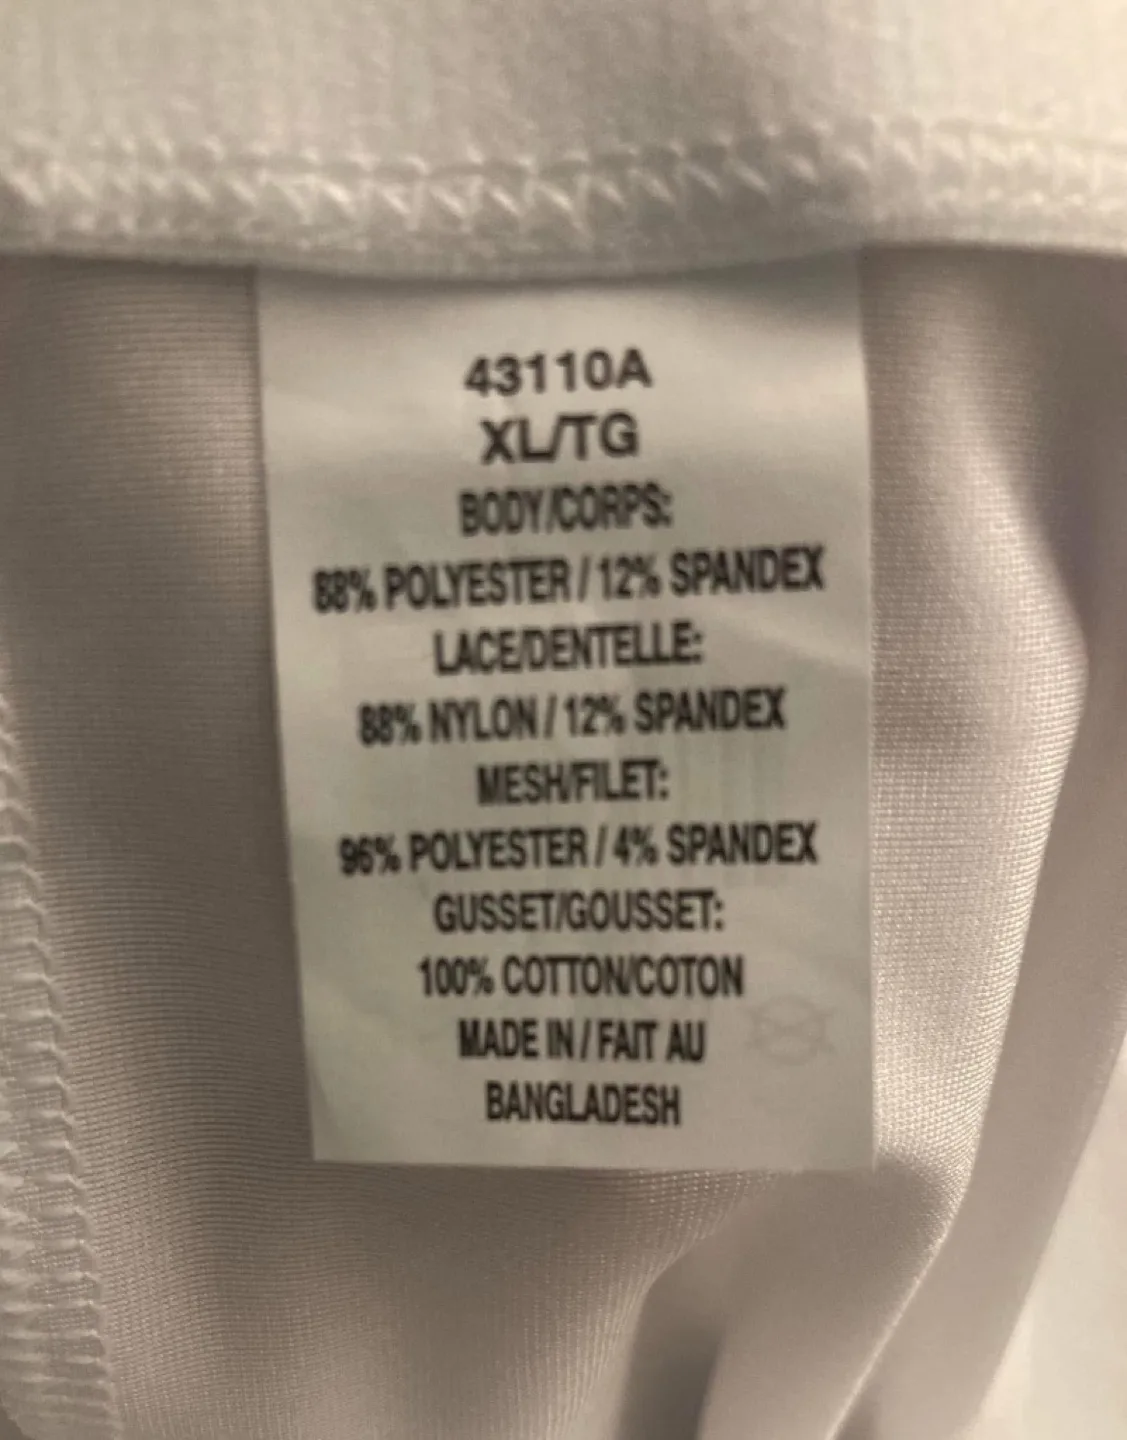 43110A
XL/TG
BODY/CORPS:
88% POLYESTER / 12% SPANDEX
LACE/DENTELLE:
88% NYLON / 12% SPANDEX
MESH/FILET:
96% POLYESTER / 4% SPANDEX
GUSSET/GOUSSET:
100% COTTON/COTON
MADE IN / FAIT AU
BANGLADESH